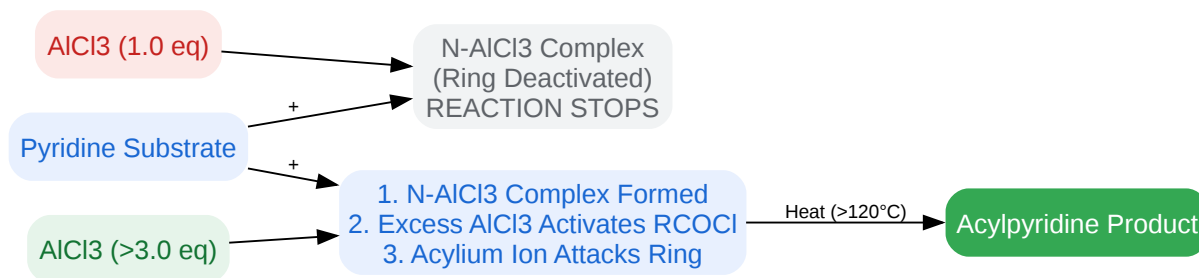 AlCl3 (1.0 eq)
N-AlCl3 Complex
(Ring Deactivated)
REACTION STOPS
+
Pyridine Substrate
+
1. N-AlCl3 Complex Formed
2. Excess AlCl3 Activates RCOCl
3. Acylium Ion Attacks Ring
Heat (>120°C)
Acylpyridine Product
AlCl3 (>3.0 eq)